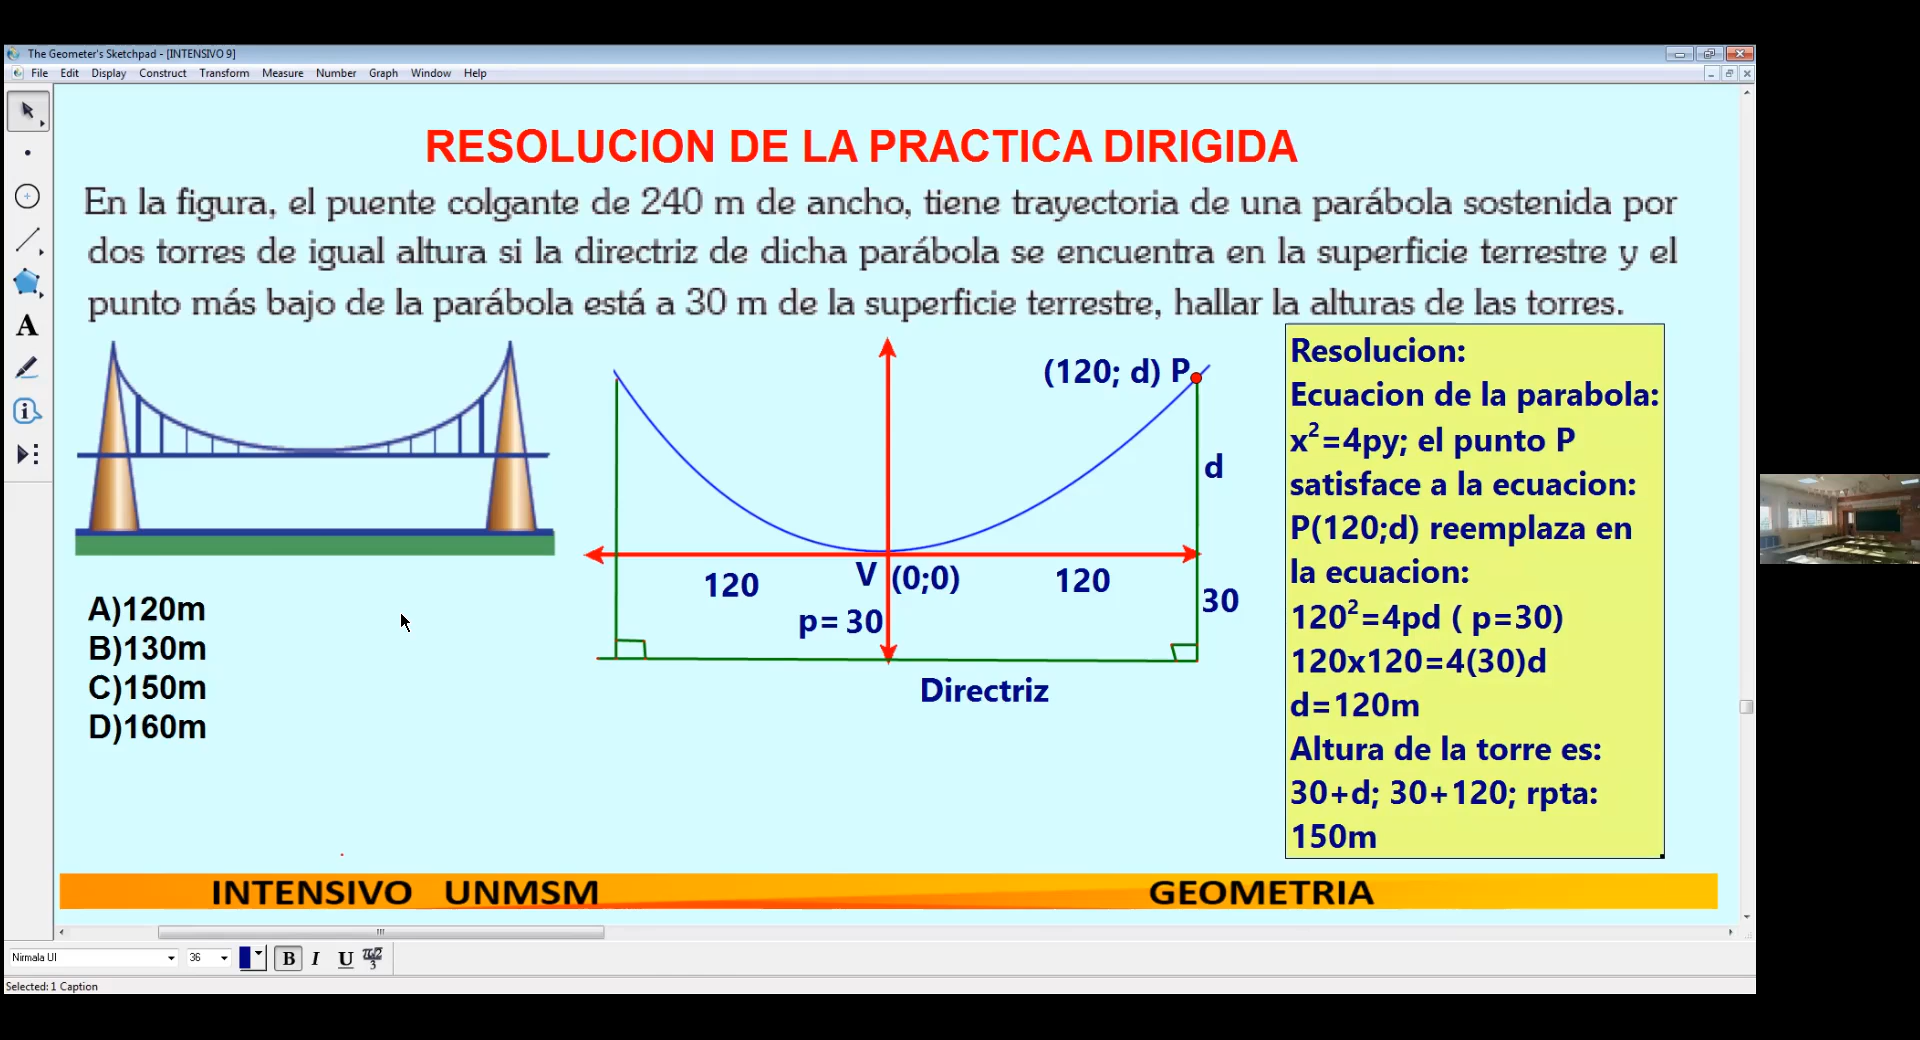 The Geometer's Sketchpad - [INTENSIVO 9]
File Edit Display Construct Transform Measure Number Graph Window Help
RESOLUCION DE LA PRACTICA DIRIGIDA
En la figura, el puente colgante de 240 m de ancho, tiene trayectoria de una parábola sostenida por
dos torres de igual altura si la directriz de dicha parábola se encuentra en la superficie terrestre y el
punto más bajo de la parábola está a 30 m de la superficie terrestre, hallar la alturas de las torres.
A)120m
B)130m
C)150m
D)160m
(120; d) P
d
120
V (0;0)
120
30
p= 30
Directriz
Resolucion:
Ecuacion de la parabola:
x²=4py; el punto P
satisface a la ecuacion:
P(120;d) reemplaza en
la ecuacion:
120²=4pd ( p=30)
120x120=4(30)d
d=120m
Altura de la torre es:
30+d; 30+120; rpta:
150m
INTENSIVO UNMSM GEOMETRIA
A
Nirmala UI 36 B I U
Selected: 1 Caption